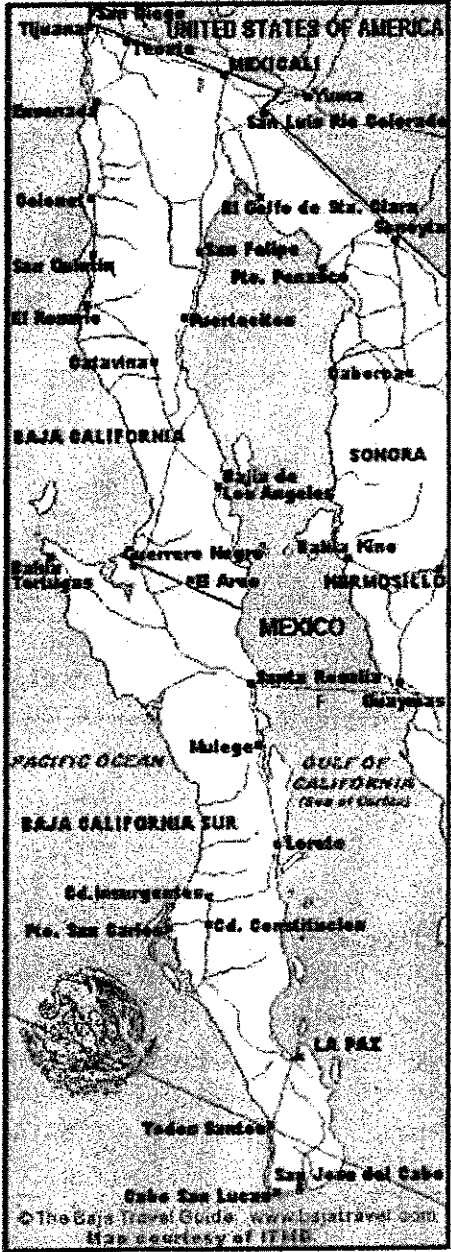 San Diego
Tijuana
UNITED STATES OF AMERICA
Tecate
MEXICALI
Yuma
Ensenada
San Luis Rio Colorado
Colonet
El Golfo de Sta. Clara
Sonoyta
San Quintin
San Felipe
Pto. Penasco
El Rosario
Puertecitos
Catavina
Caborca
BAJA CALIFORNIA
SONORA
Bajia de
Los Angeles
Guerrero Negro
Bahia Kino
Bahia
Tortugas
El Arco
HERMOSILLO
MEXICO
Santa Rosalia
Guaymas
F
Mulege
PACIFIC OCEAN
GULF OF
CALIFORNIA
(Sea of Cortez)
BAJA CALIFORNIA SUR
Loreto
Cd. Insurgentes
Pto. San Carlos
Cd. Constitucion
LA PAZ
Todos Santos
San Jose del Cabo
Cabo San Lucas
© The Baja Travel Guide www.bajatravel.com
Map courtesy of ITMB